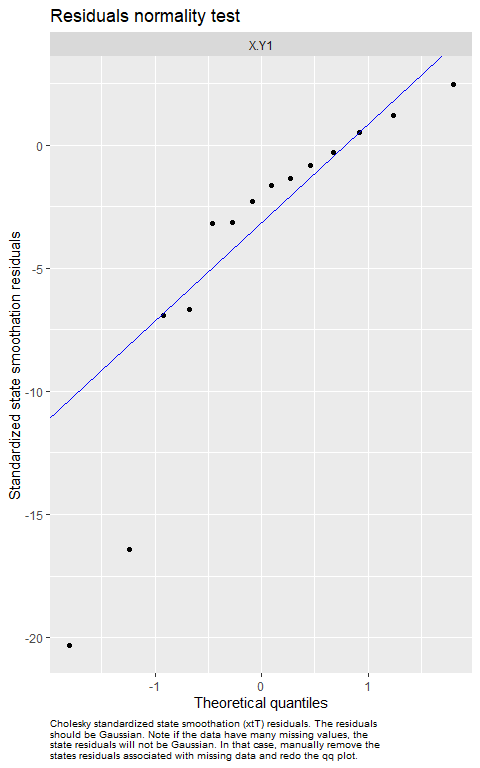 Residuals normality test
X.Y1
Standardized state smoothation residuals
0
-5
-10
-15
-20
-1
0
1
Theoretical quantiles
Cholesky standardized state smoothation (xtT) residuals. The residuals
should be Gaussian. Note if the data have many missing values, the
state residuals will not be Gaussian. In that case, manually remove the
states residuals associated with missing data and redo the qq plot.